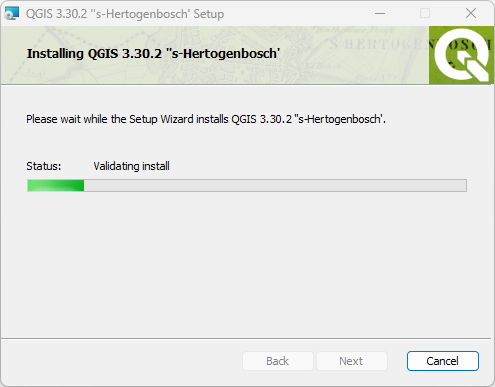 QGIS 3.30.2 "s-Hertogenbosch' Setup
Installing QGIS 3.30.2 "s-Hertogenbosch'
S HERTOGENBOSCH
Please wait while the Setup Wizard installs QGIS 3.30.2 "s-Hertogenbosch'.
Status: Validating install
Back Next Cancel